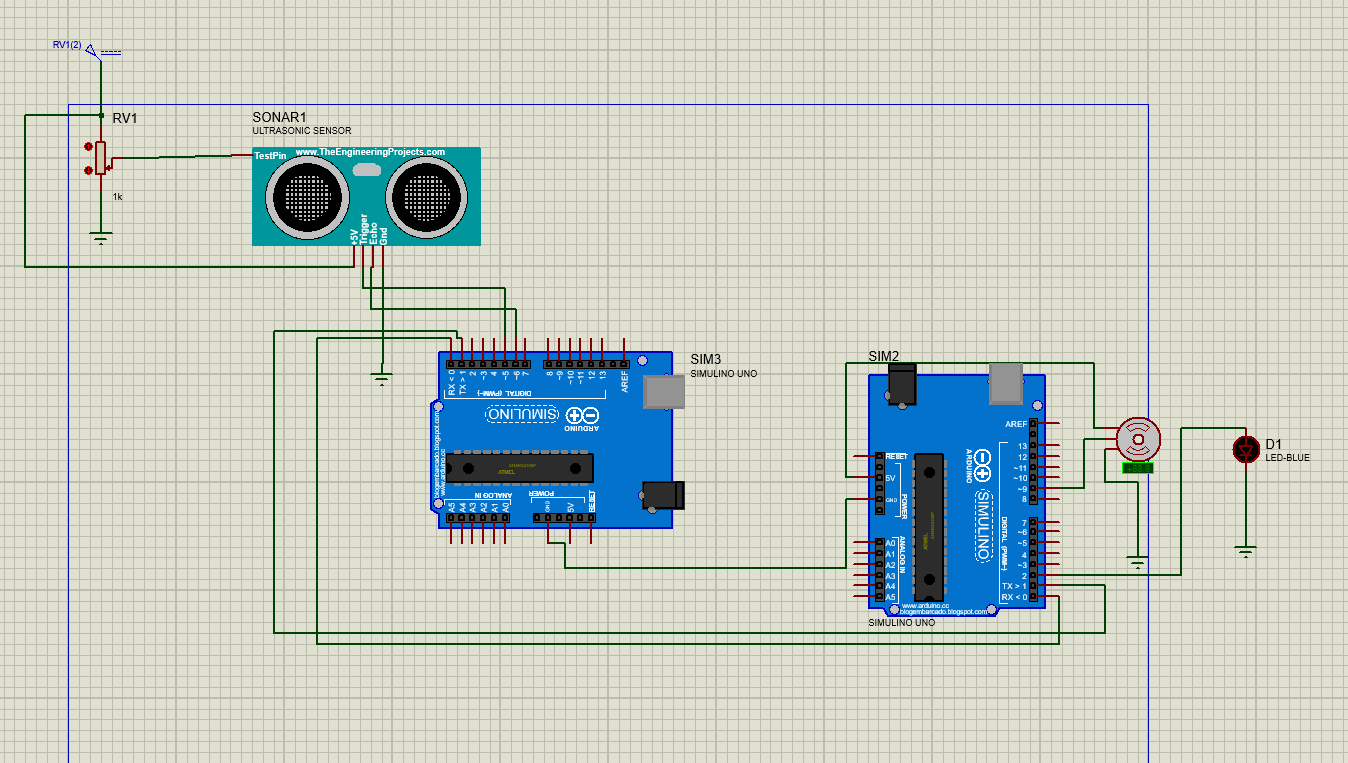 RV1(2)
RV1
1k
SONAR1
ULTRASONIC SENSOR
TestPin
www.TheEngineeringProjects.com
+5V
Trigger
Echo
Gnd
SIM3
SIMULINO UNO
RX < 0
TX > 1
2
~3
4
~5
~6
7
8
9
~10
~11
12
13
AREF
DIGITAL (PWM~)
SIMULINO
ARDUINO
blogembarcado.blogspot.com
www.arduino.cc
ATMEL
ANALOG IN
POWER
A5
A4
A3
A2
A1
A0
GND
5V
RESET
SIM2
SIMULINO UNO
AREF
13
12
~11
~10
~9
8
7
~6
~5
4
~3
2
TX > 1
RX < 0
RESET
5V
GND
POWER
ANALOG IN
A0
A1
A2
A3
A4
A5
ARDUINO
SIMULINO
DIGITAL (PWM~)
ATMEL
www.arduino.cc
blogembarcado.blogspot.com
D1
LED-BLUE